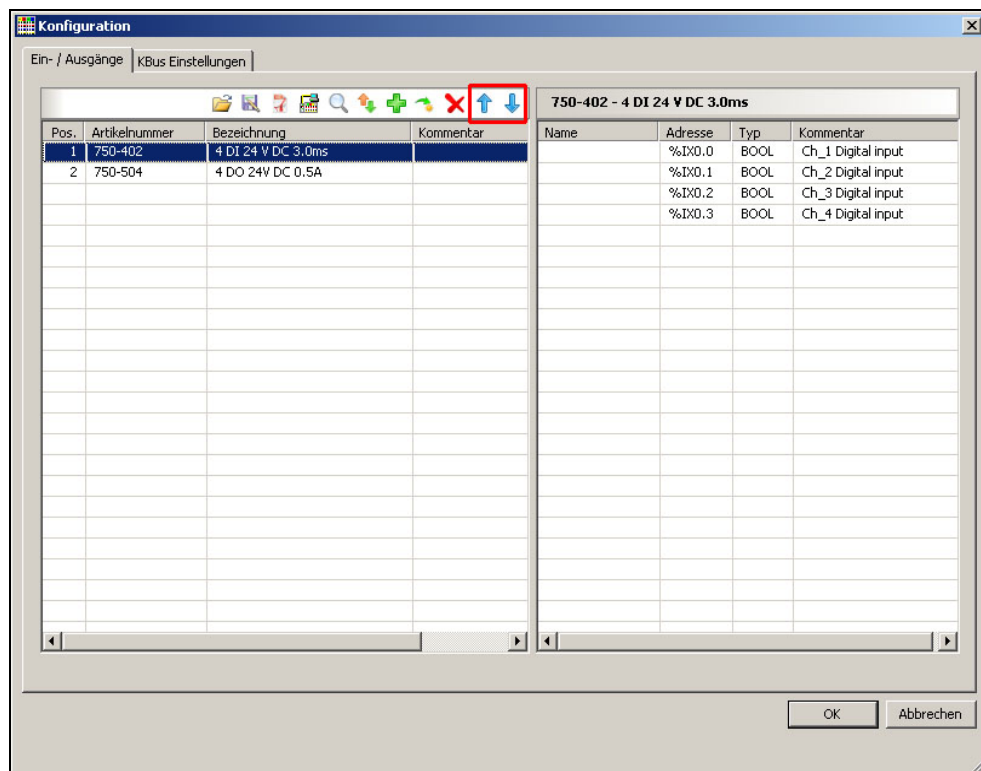 Konfiguration
Ein- / Ausgänge
KBus Einstellungen
750-402 - 4 DI 24 V DC 3.0ms
Pos. Artikelnummer Bezeichnung Kommentar
1 750-402 4 DI 24 V DC 3.0ms
2 750-504 4 DO 24V DC 0.5A
Name Adresse Typ Kommentar
%IX0.0 BOOL Ch_1 Digital input
%IX0.1 BOOL Ch_2 Digital input
%IX0.2 BOOL Ch_3 Digital input
%IX0.3 BOOL Ch_4 Digital input
OK
Abbrechen